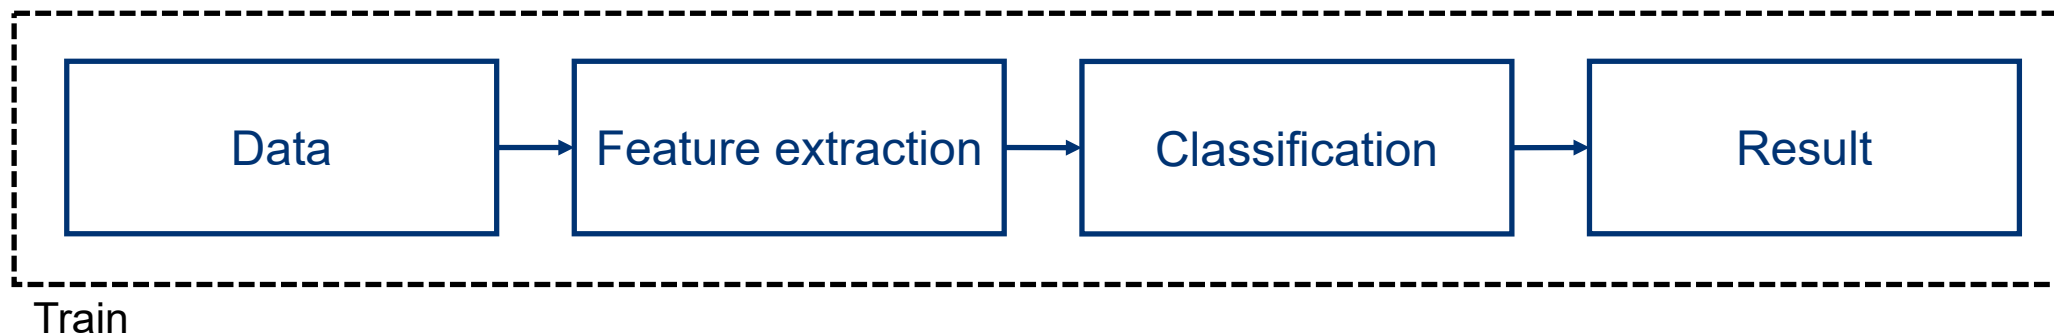 Data
Feature extraction
Classification
Result
Train